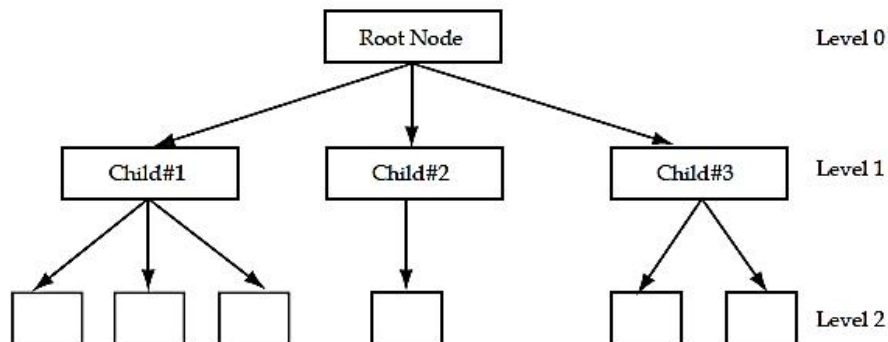 Root Node
Level 0
Child#1
Child#2
Child#3
Level 1
Level 2